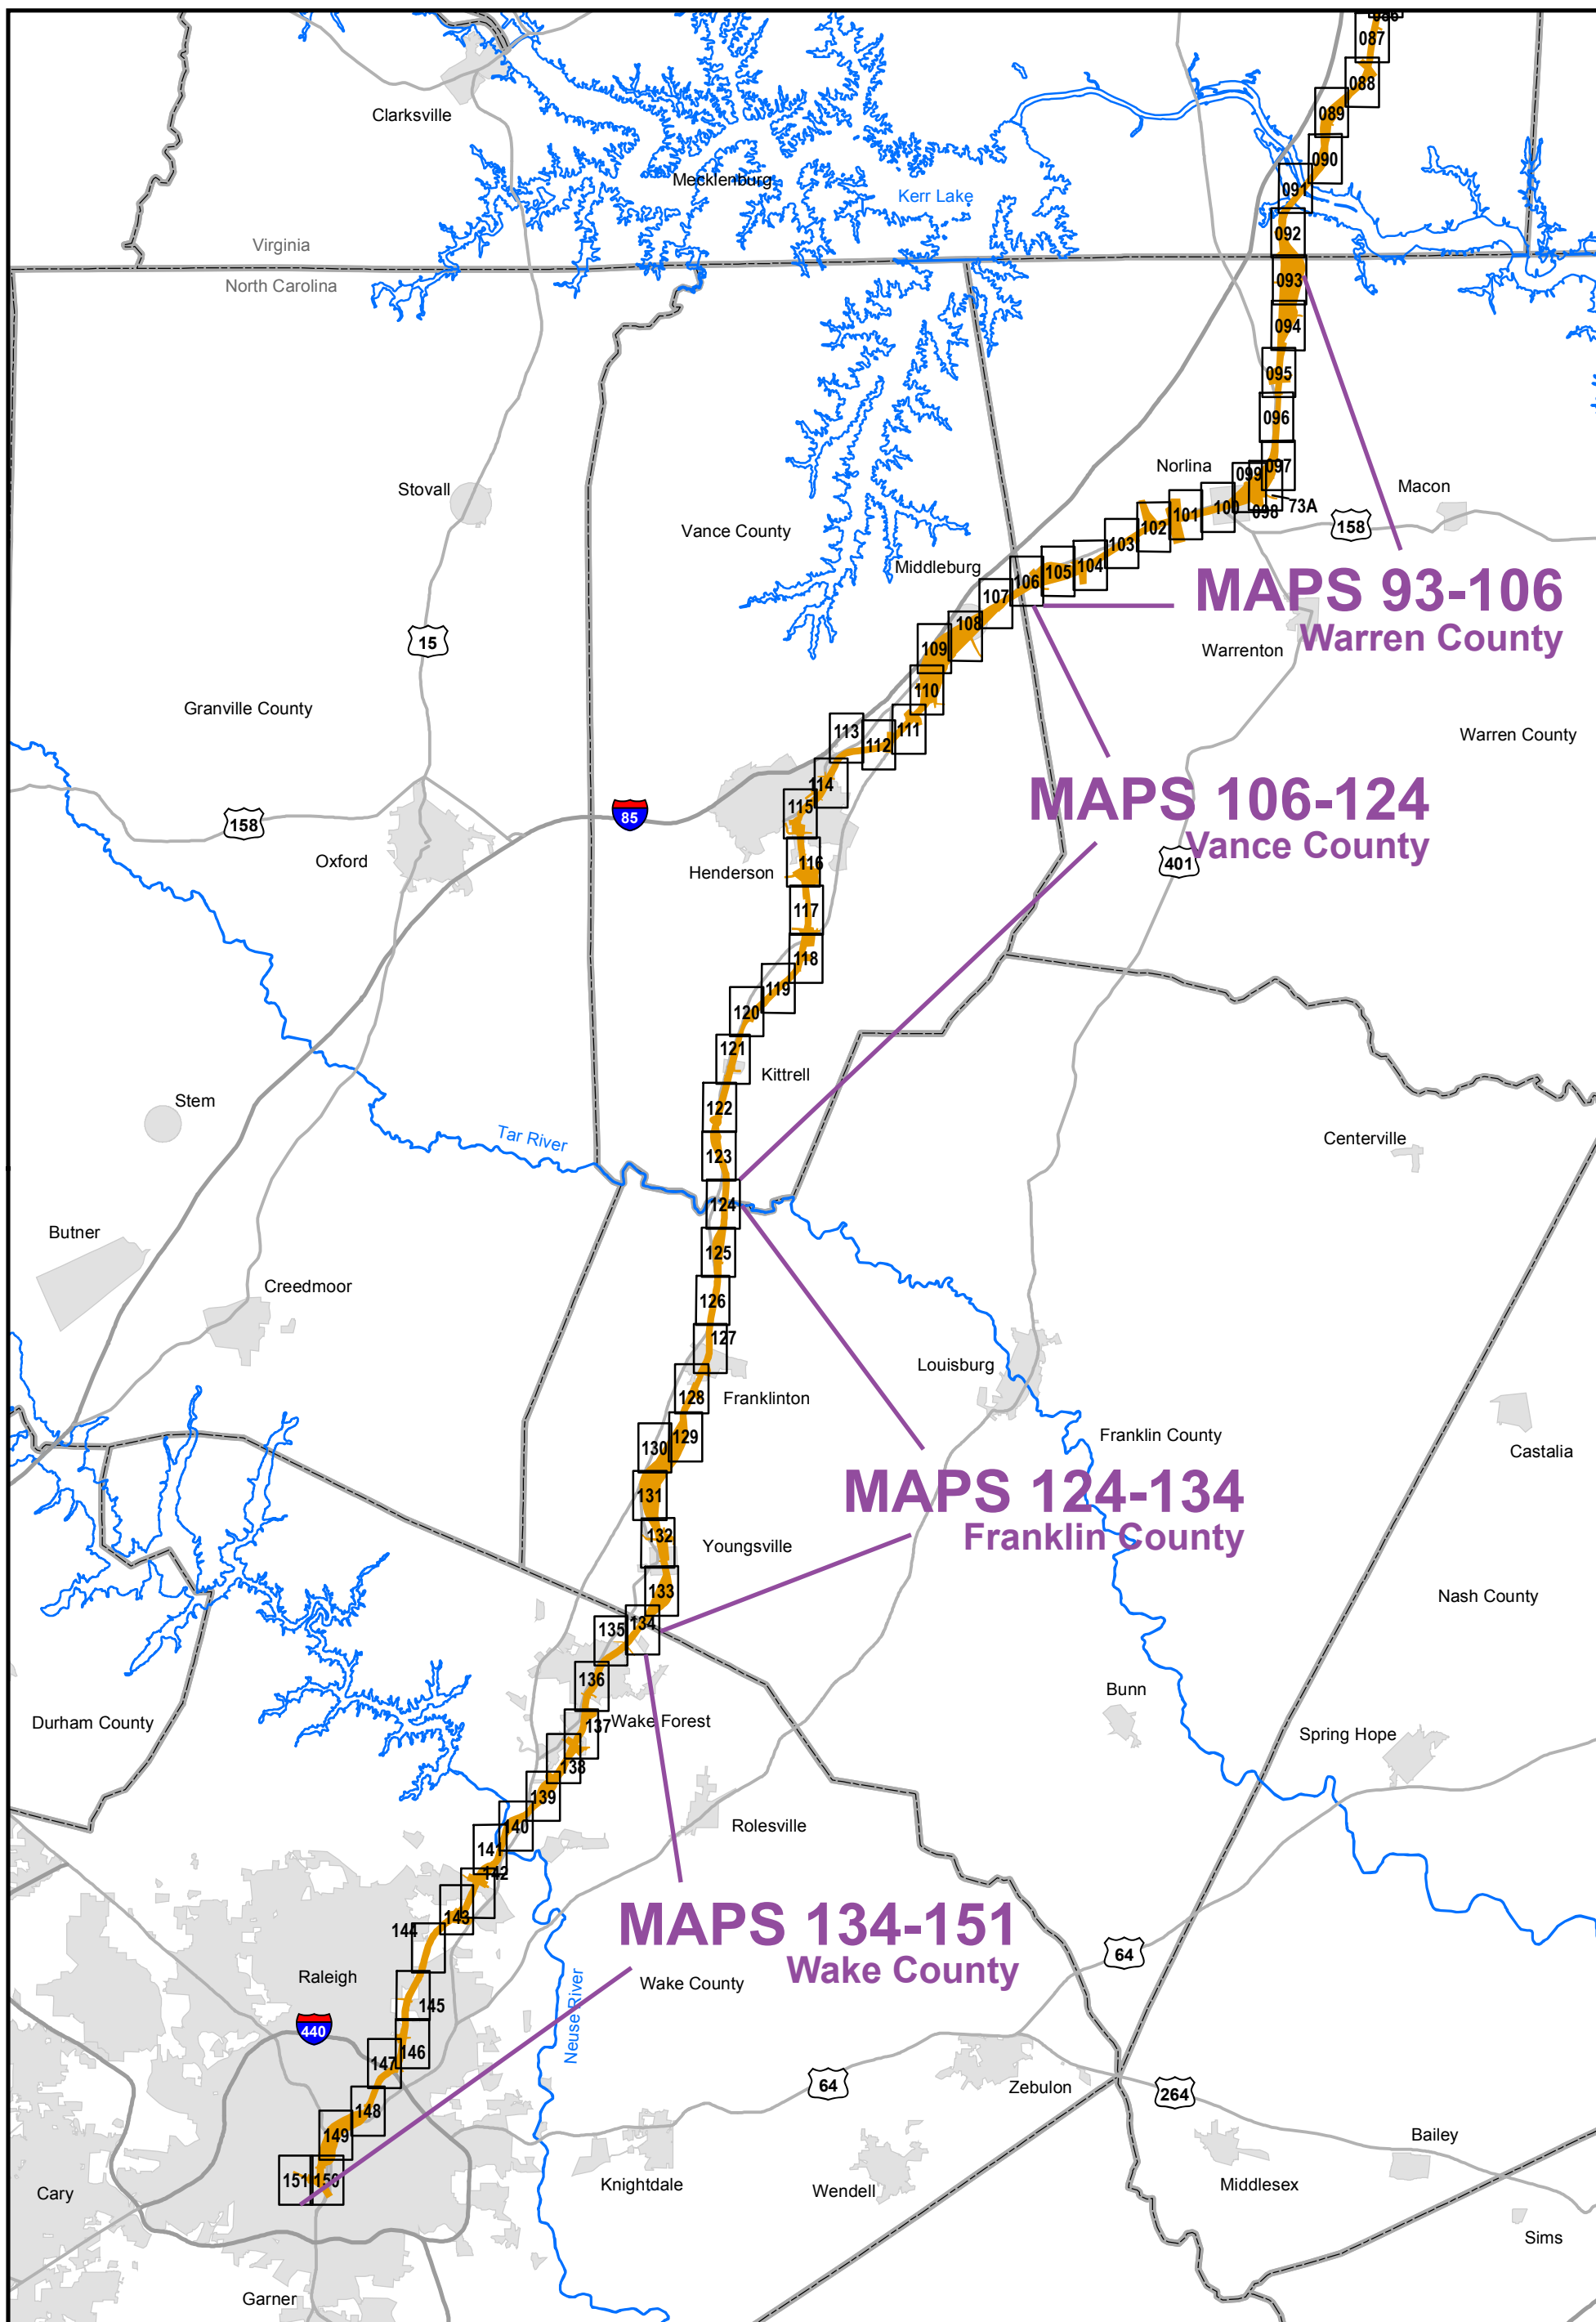 086
087
088
089
090
091
092
093
094
095
096
097
098
099
73A
100
101
102
103
104
105
106
107
108
109
110
111
112
113
114
115
116
117
118
119
120
121
122
123
124
125
126
127
128
129
130
131
132
133
134
135
136
137
138
139
140
141
142
143
144
145
146
147
148
149
150
151
Clarksville
Mecklenburg
Kerr Lake
Virginia
North Carolina
Stovall
Norlina
Macon
158
Vance County
Middleburg
MAPS 93-106
Warren County
Warrenton
15
Granville County
Warren County
MAPS 106-124
Vance County
85
158
Oxford
Henderson
401
Kittrell
Stem
Tar River
Centerville
Butner
Creedmoor
Louisburg
Franklinton
Franklin County
Castalia
MAPS 124-134
Franklin County
Youngsville
Nash County
Bunn
Durham County
Wake Forest
Spring Hope
Rolesville
MAPS 134-151
Wake County
64
Raleigh
Wake County
Neuse River
440
64
Zebulon
264
Bailey
Knightdale
Wendell
Middlesex
Cary
Sims
Garner